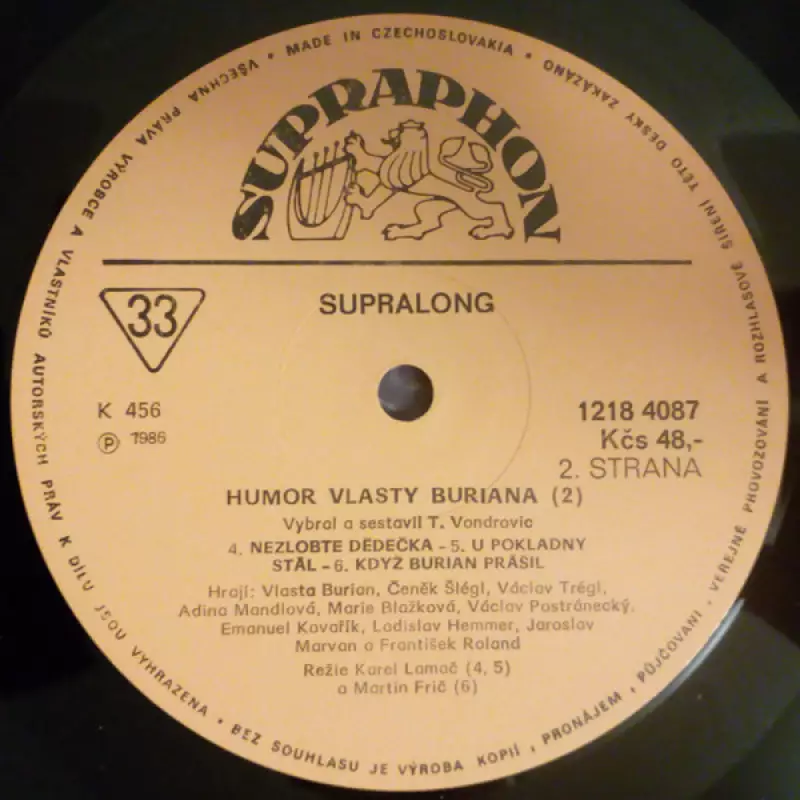 SUPRAPHON
33
SUPRALONG
K 456
Ⓟ 1986
1218 4087
Kčs 48,-
2. STRANA
HUMOR VLASTY BURIANA (2)
Vybral a sestavil T. Vondrovic
4. NEZLOBTE DĚDEČKA – 5. U POKLADNY
STÁL – 6. KDYŽ BURIAN PRÁŠIL
Hrají: Vlasta Burian, Čeněk Šlégl, Václav Trégl,
Adina Mandlová, Marie Blažková, Václav Postránecký,
Emanuel Kovařík, Ladislav Hemmer, Jaroslav
Marvan a František Roland
Režie Karel Lamač (4, 5)
a Martin Frič (6)
MADE IN CZECHOSLOVAKIA • VŠECHNA PRÁVA VÝROBCE A VLASTNÍKŮ AUTORSKÝCH PRÁV K DÍLU JSOU VYHRAZENA • BEZ SOUHLASU JE VÝROBA KOPIÍ, PRONÁJEM, PŮJČOVÁNÍ • VEREJNÉ PROVOZOVÁNÍ A ROZHLASOVÉ ŠÍŘENÍ TÉTO DESKY ZAKÁZÁNO •